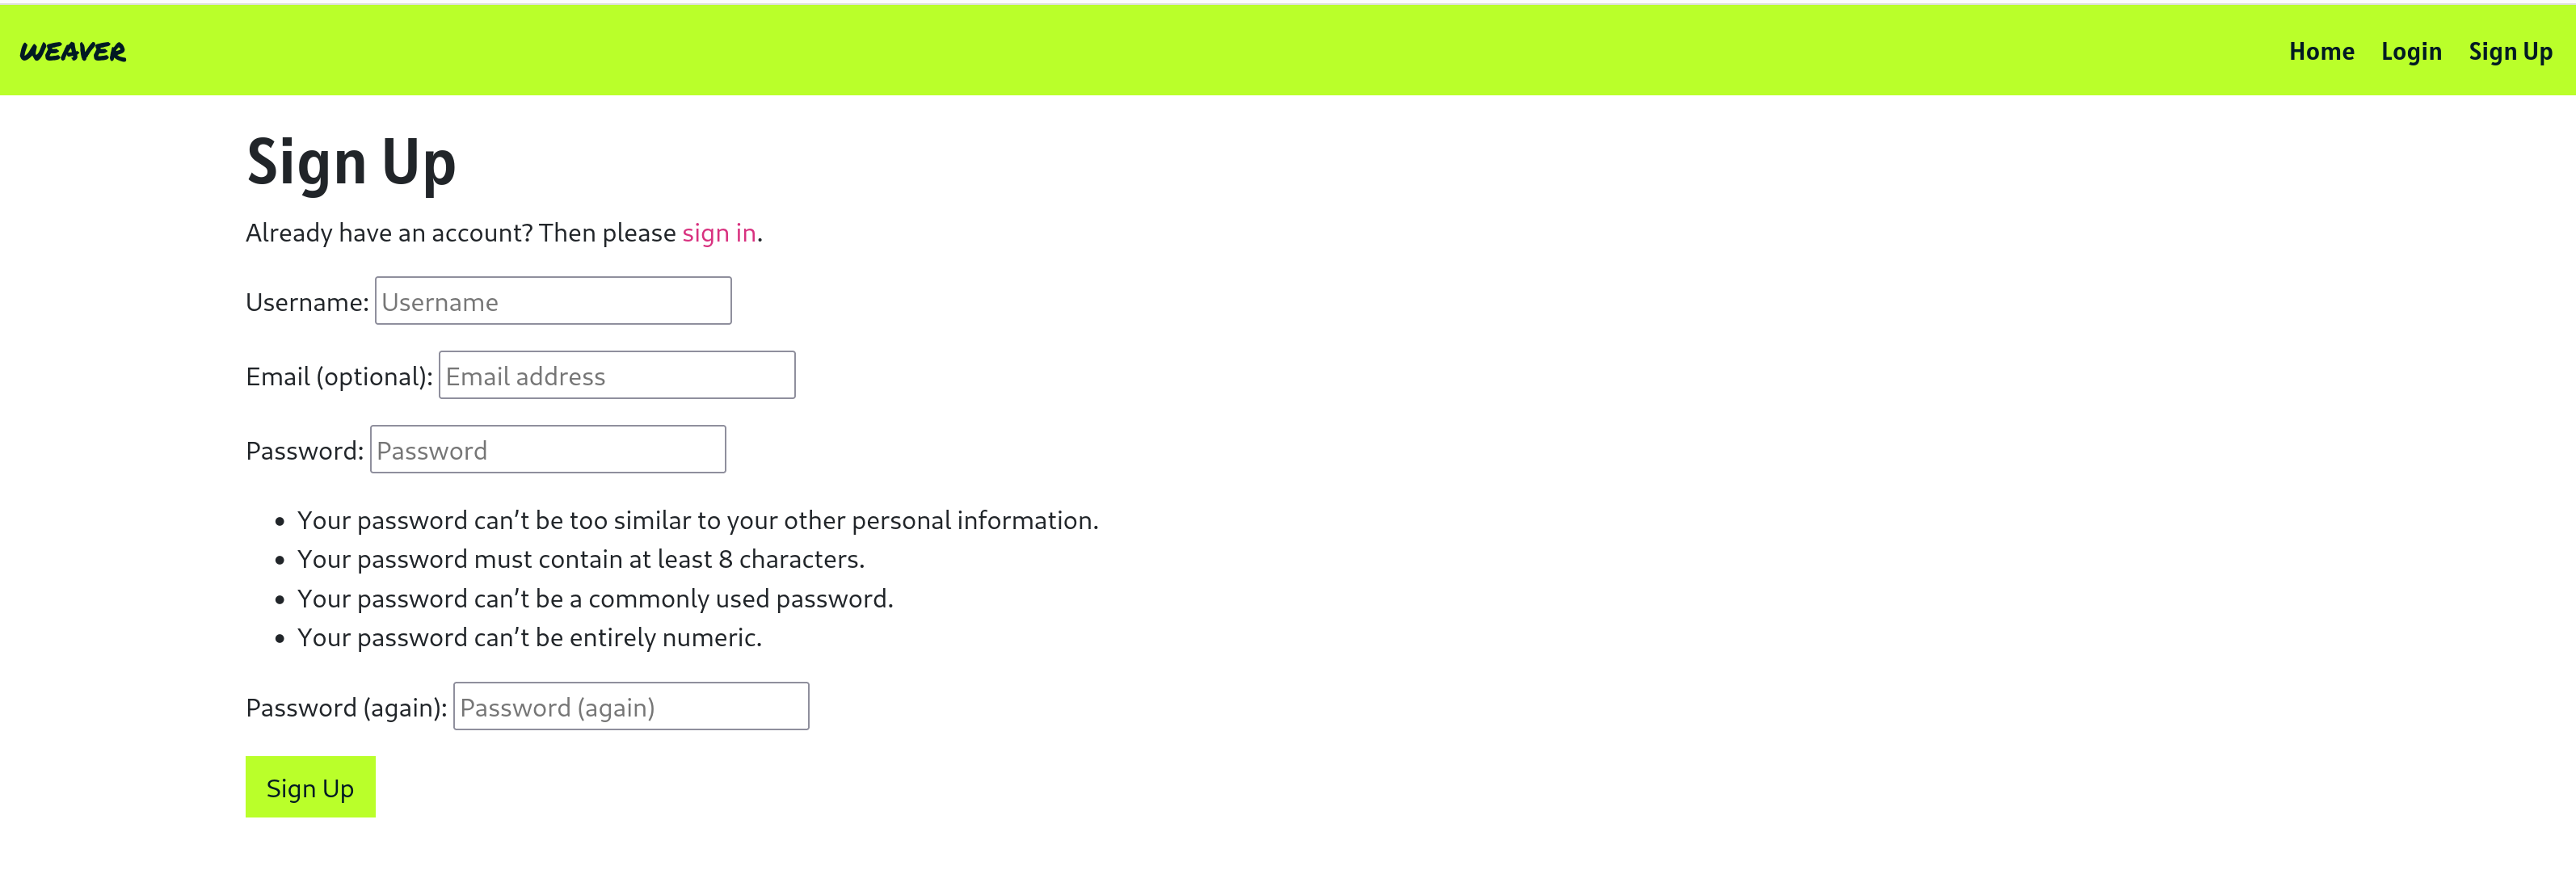 WEAVER
Home Login Sign Up
Sign Up
Already have an account? Then please sign in.
Username: Username
Email (optional): Email address
Password: Password
• Your password can’t be too similar to your other personal information.
• Your password must contain at least 8 characters.
• Your password can’t be a commonly used password.
• Your password can’t be entirely numeric.
Password (again): Password (again)
Sign Up